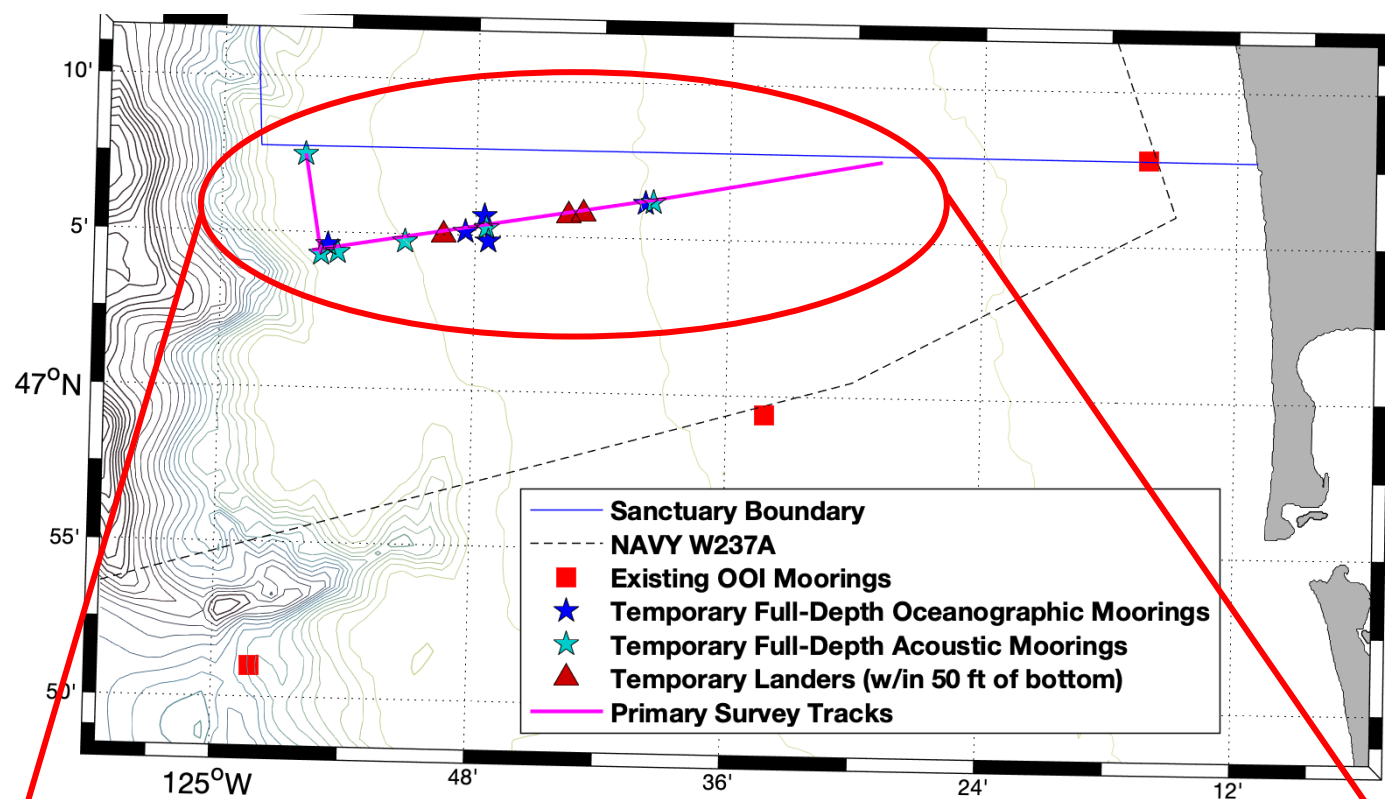 10'
5'
47°N
55'
50'
Sanctuary Boundary
NAVY W237A
Existing OOI Moorings
Temporary Full-Depth Oceanographic Moorings
Temporary Full-Depth Acoustic Moorings
Temporary Landers (w/in 50 ft of bottom)
Primary Survey Tracks
125°W
48'
36'
24'
12'